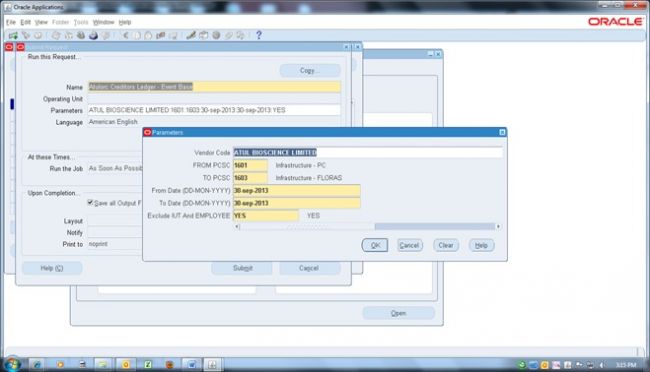 Oracle Applications
File Edit View Folder Tools Window Help
ORACLE
Submit Request
Run this Request...
Copy...
Name Atulerc Creditors Ledger - Event Base
Operating Unit
Parameters ATUL BIOSCIENCE LIMITED:1601:1603:30-sep-2013:30-sep-2013:YES
Language American English
Parameters
Vendor Code ATUL BIOSCIENCE LIMITED
FROM PCSC 1601 Infrastructure - PC
TO PCSC 1603 Infrastructure - FLORAS
From Date (DD-MON-YYYY) 30-sep-2013
To Date (DD-MON-YYYY) 30-sep-2013
Exclude IUT And EMPLOYEE YES YES
OK Cancel Clear Help
At these Times...
Run the Job As Soon As Possib
Upon Completion...
Save all Output F
Layout
Notify
Print to noprint
Help (C) Submit Cancel
Open
3:15 PM